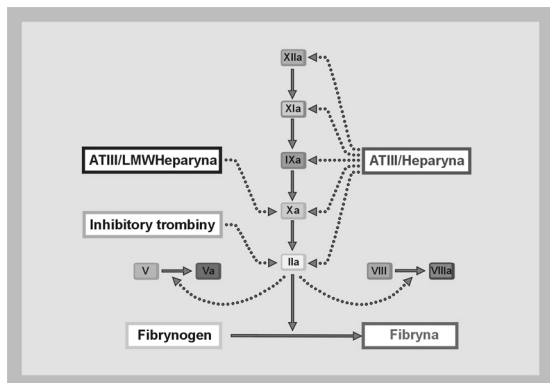 XIIa
XIa
ATIII/LMWHeparyna
IXa
ATIII/Heparyna
Xa
Inhibitory trombiny
IIa
V
Va
VIII
VIIIa
Fibrynogen
Fibryna